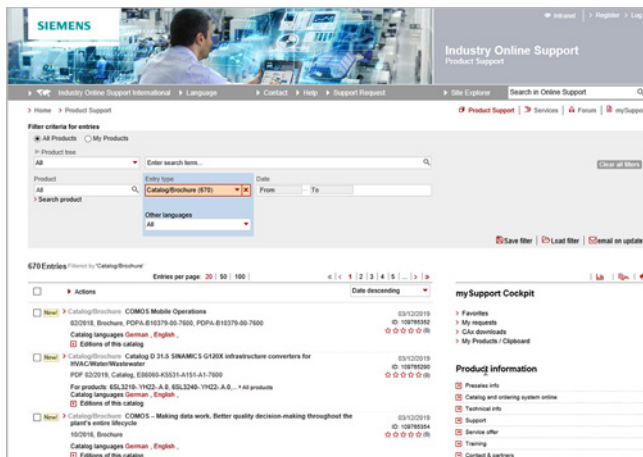 SIEMENS
Intranet > Register > Log
Industry Online Support
Product Support
Industry Online Support International > Language > Contact > Help > Support Request > Site Explorer Search in Online Support
> Home > Product Support
Product Support Services Forum mySuppo
Filter criteria for entries
All Products My Products
Product tree
All Enter search term...
Clear all filters
Product Entry type Date
All Catalog/Brochure (670) From To
> Search product
Other languages
All
Save filter Load filter email on update
670 Entries Filtered by 'Catalog/Brochure'
Entries per page: 20 | 50 | 100 | 1 | 2 | 3 | 4 | 5 | ...
Actions Date descending
New! > Catalog/Brochure COMOS Mobile Operations 03/12/2019
02/2018, Brochure, PDPA-B10379-00-7600, PDPA-B10379-00-7600 ID: 109765352
Catalog languages German , English , (0)
Editions of this catalog
New! > Catalog/Brochure Catalog D 31.5 SINAMICS G120X infrastructure converters for HVAC/Water/Wastewater 03/12/2019
PDF 02/2019, Catalog, E86060-K5531-A151-A1-7600
For products: 6SL3210-.YH22-.A.0, 6SL3240-.YH22-.A.0,... All products
Catalog languages German , English ,
Editions of this catalog
New! > Catalog/Brochure COMOS – Making data work. Better quality decision-making throughout the plant's entire lifecycle 03/12/2019
10/2016, Brochure ID: 109765354
Catalog languages German , English , (0)
Editions of this catalog
mySupport Cockpit
> Favorites
> My requests
> CAx downloads
> My Products / Clipboard
Product information
Presales info
Catalog and ordering system online
Technical info
Support
Service offer
Training
Contact & partners